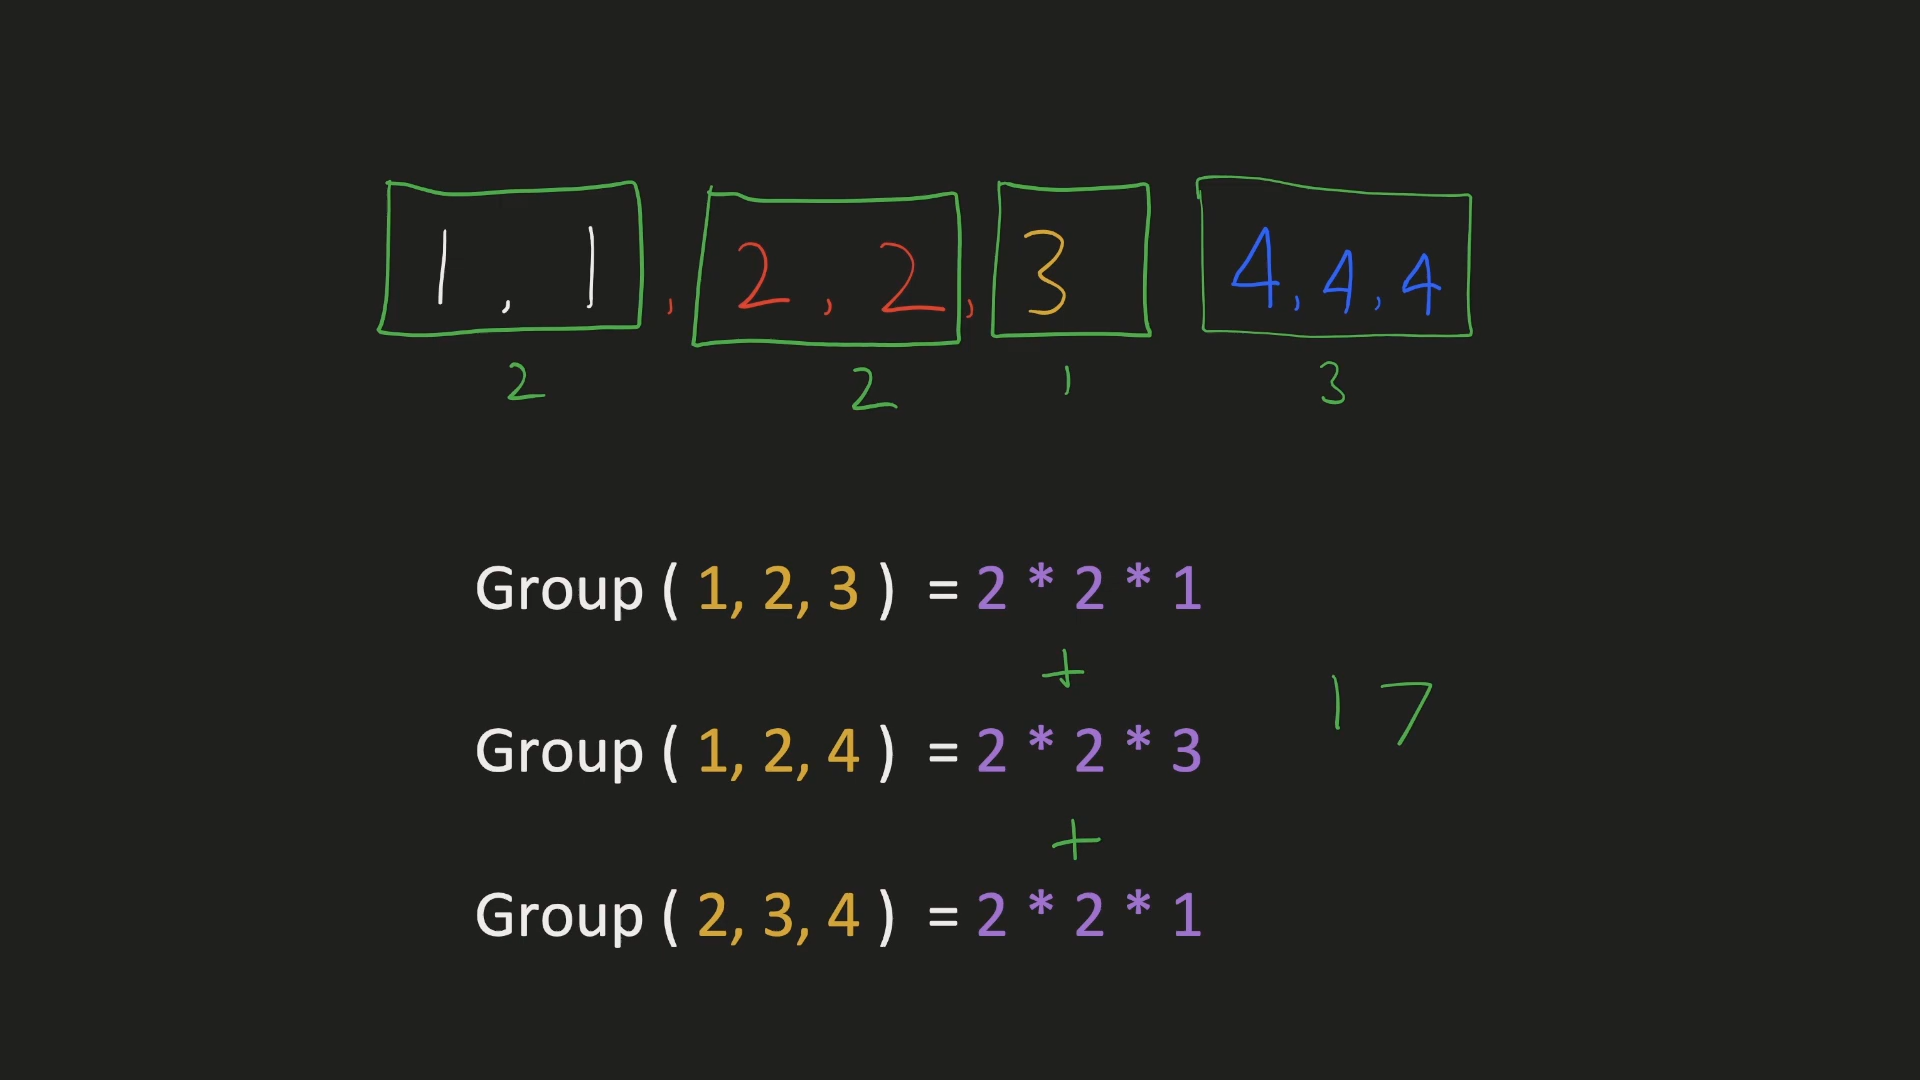 1, 1, 2, 2, 3 4, 4, 4
2 2 1 3
Group ( 1, 2, 3 ) = 2 * 2 * 1
+
Group ( 1, 2, 4 ) = 2 * 2 * 3
17
+
Group ( 2, 3, 4 ) = 2 * 2 * 1